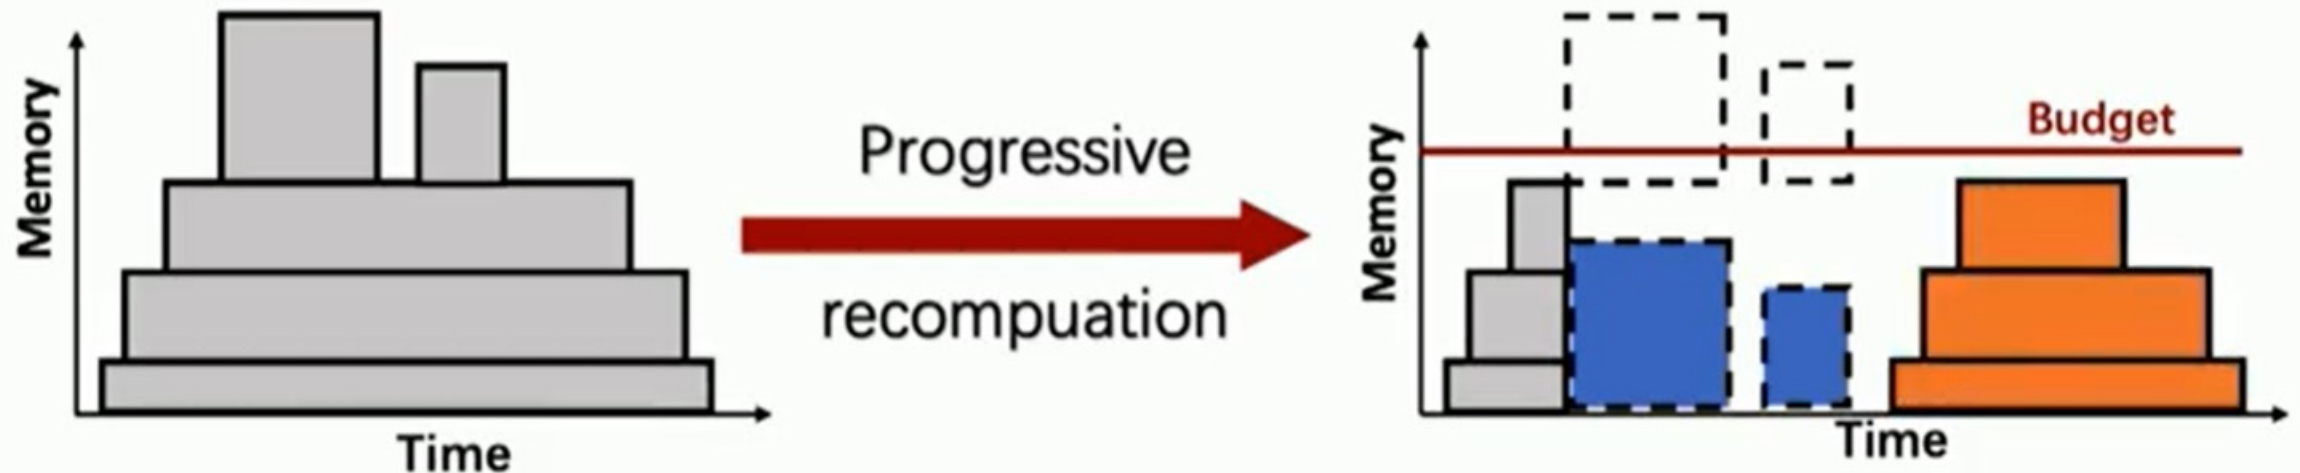 Memory
Time
Progressive
recompuation
Memory
Budget
Time